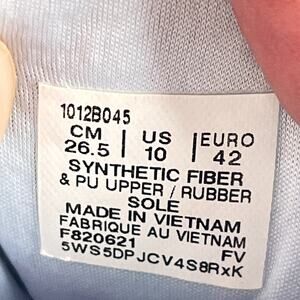 1012B045
CM | US | EURO
26.5 | 10 | 42
SYNTHETIC FIBER
& PU UPPER / RUBBER
SOLE
MADE IN VIETNAM
FABRIQUE AU VIETNAM
F820621 FV
5WS5DPJCV4S8RxK